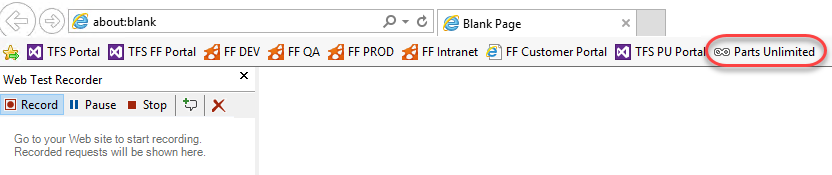 about:blank
Blank Page
TFS Portal TFS FF Portal FF DEV FF QA FF PROD FF Intranet FF Customer Portal TFS PU Portal Parts Unlimited
Web Test Recorder
Record Pause Stop
Go to your Web site to start recording.
Recorded requests will be shown here.